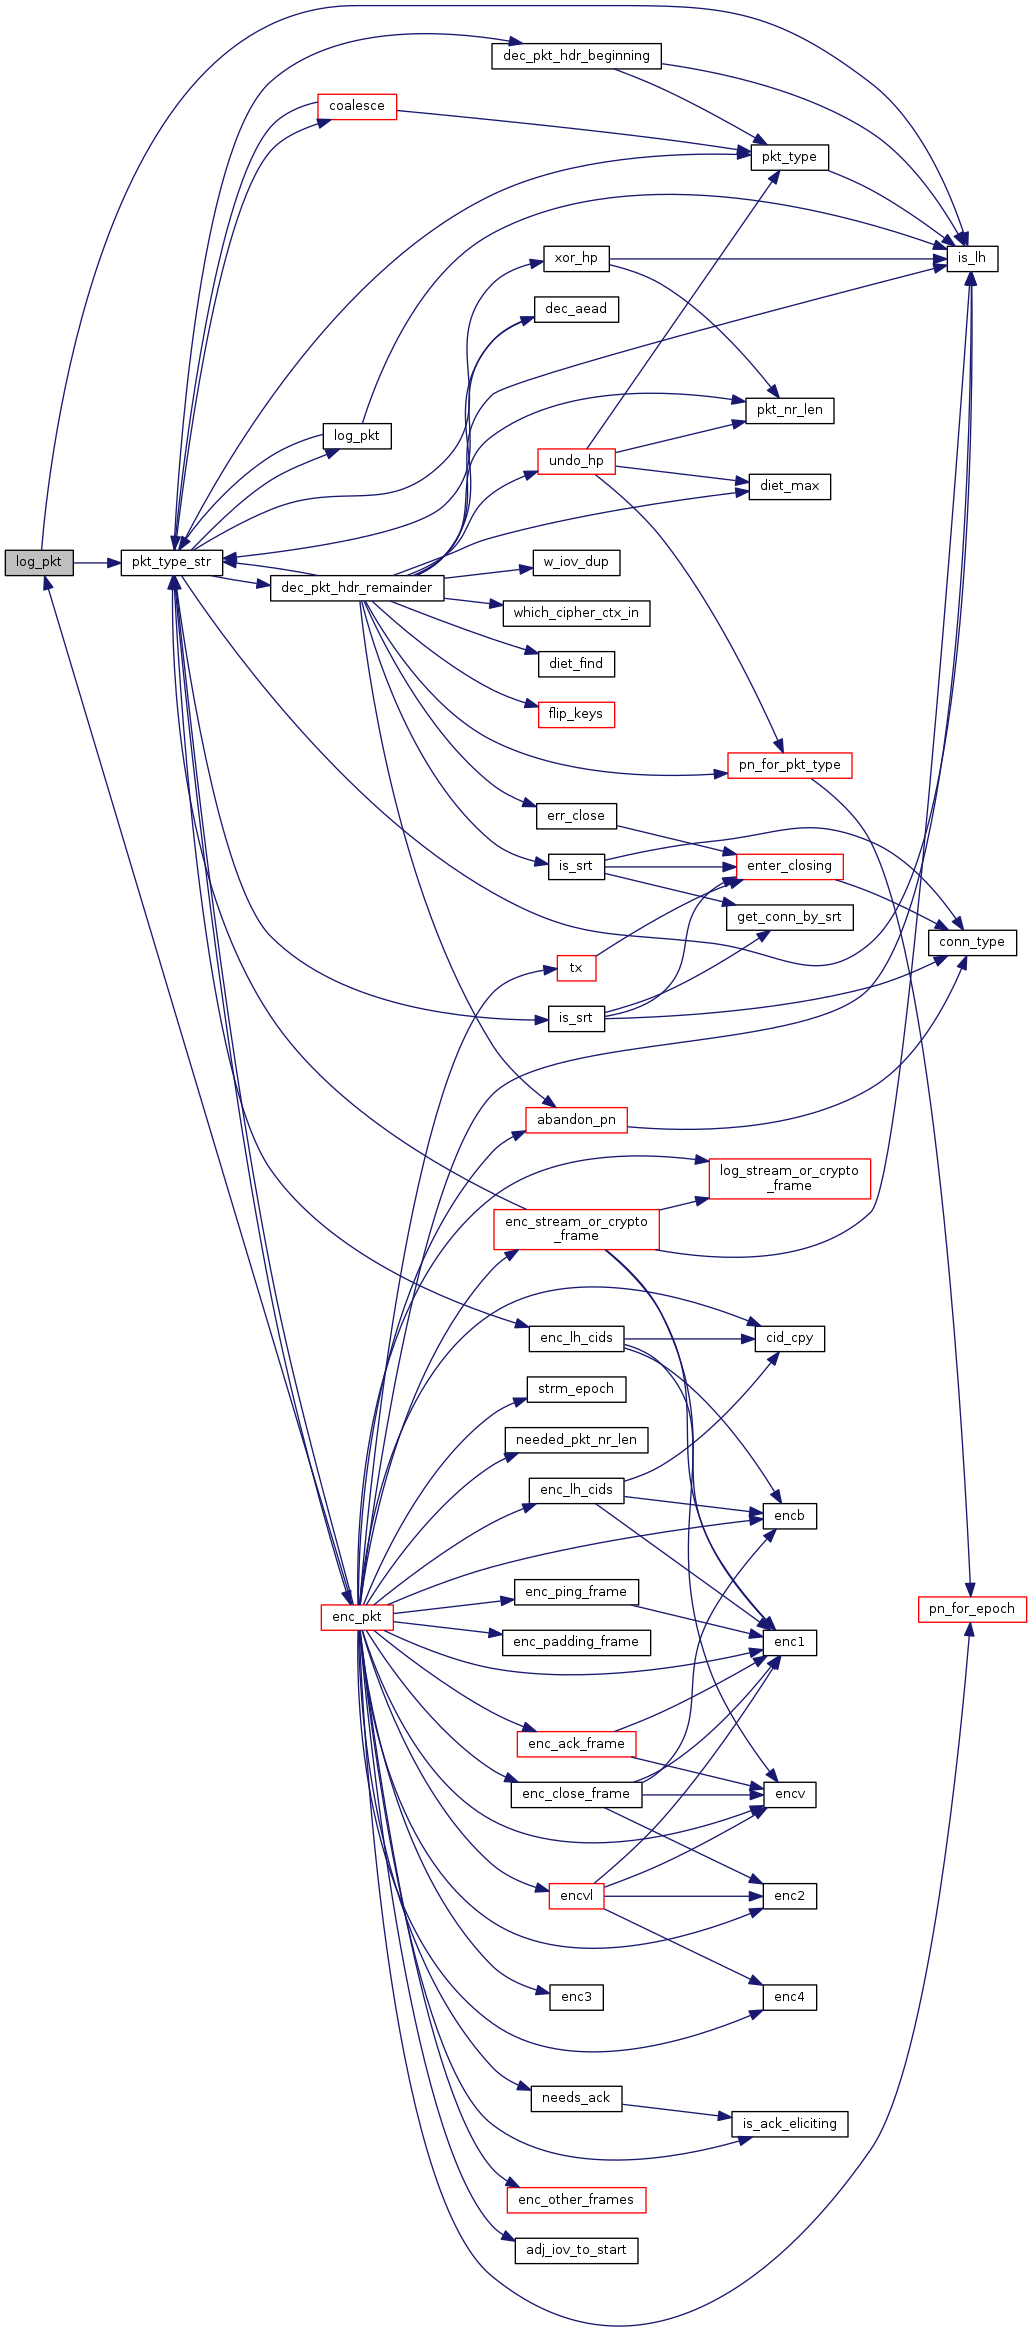 dec_pkt_hdr_beginning
coalesce
pkt_type
xor_hp
is_lh
dec_aead
pkt_nr_len
log_pkt
undo_hp
diet_max
log_pkt
pkt_type_str
w_iov_dup
dec_pkt_hdr_remainder
which_cipher_ctx_in
diet_find
flip_keys
pn_for_pkt_type
err_close
is_srt
enter_closing
get_conn_by_srt
conn_type
tx
is_srt
abandon_pn
log_stream_or_crypto
_frame
enc_stream_or_crypto
_frame
enc_lh_cids
cid_cpy
strm_epoch
needed_pkt_nr_len
enc_lh_cids
encb
enc_ping_frame
pn_for_epoch
enc_pkt
enc_padding_frame
enc1
enc_ack_frame
enc_close_frame
encv
encvl
enc2
enc3
enc4
needs_ack
is_ack_eliciting
enc_other_frames
adj_iov_to_start